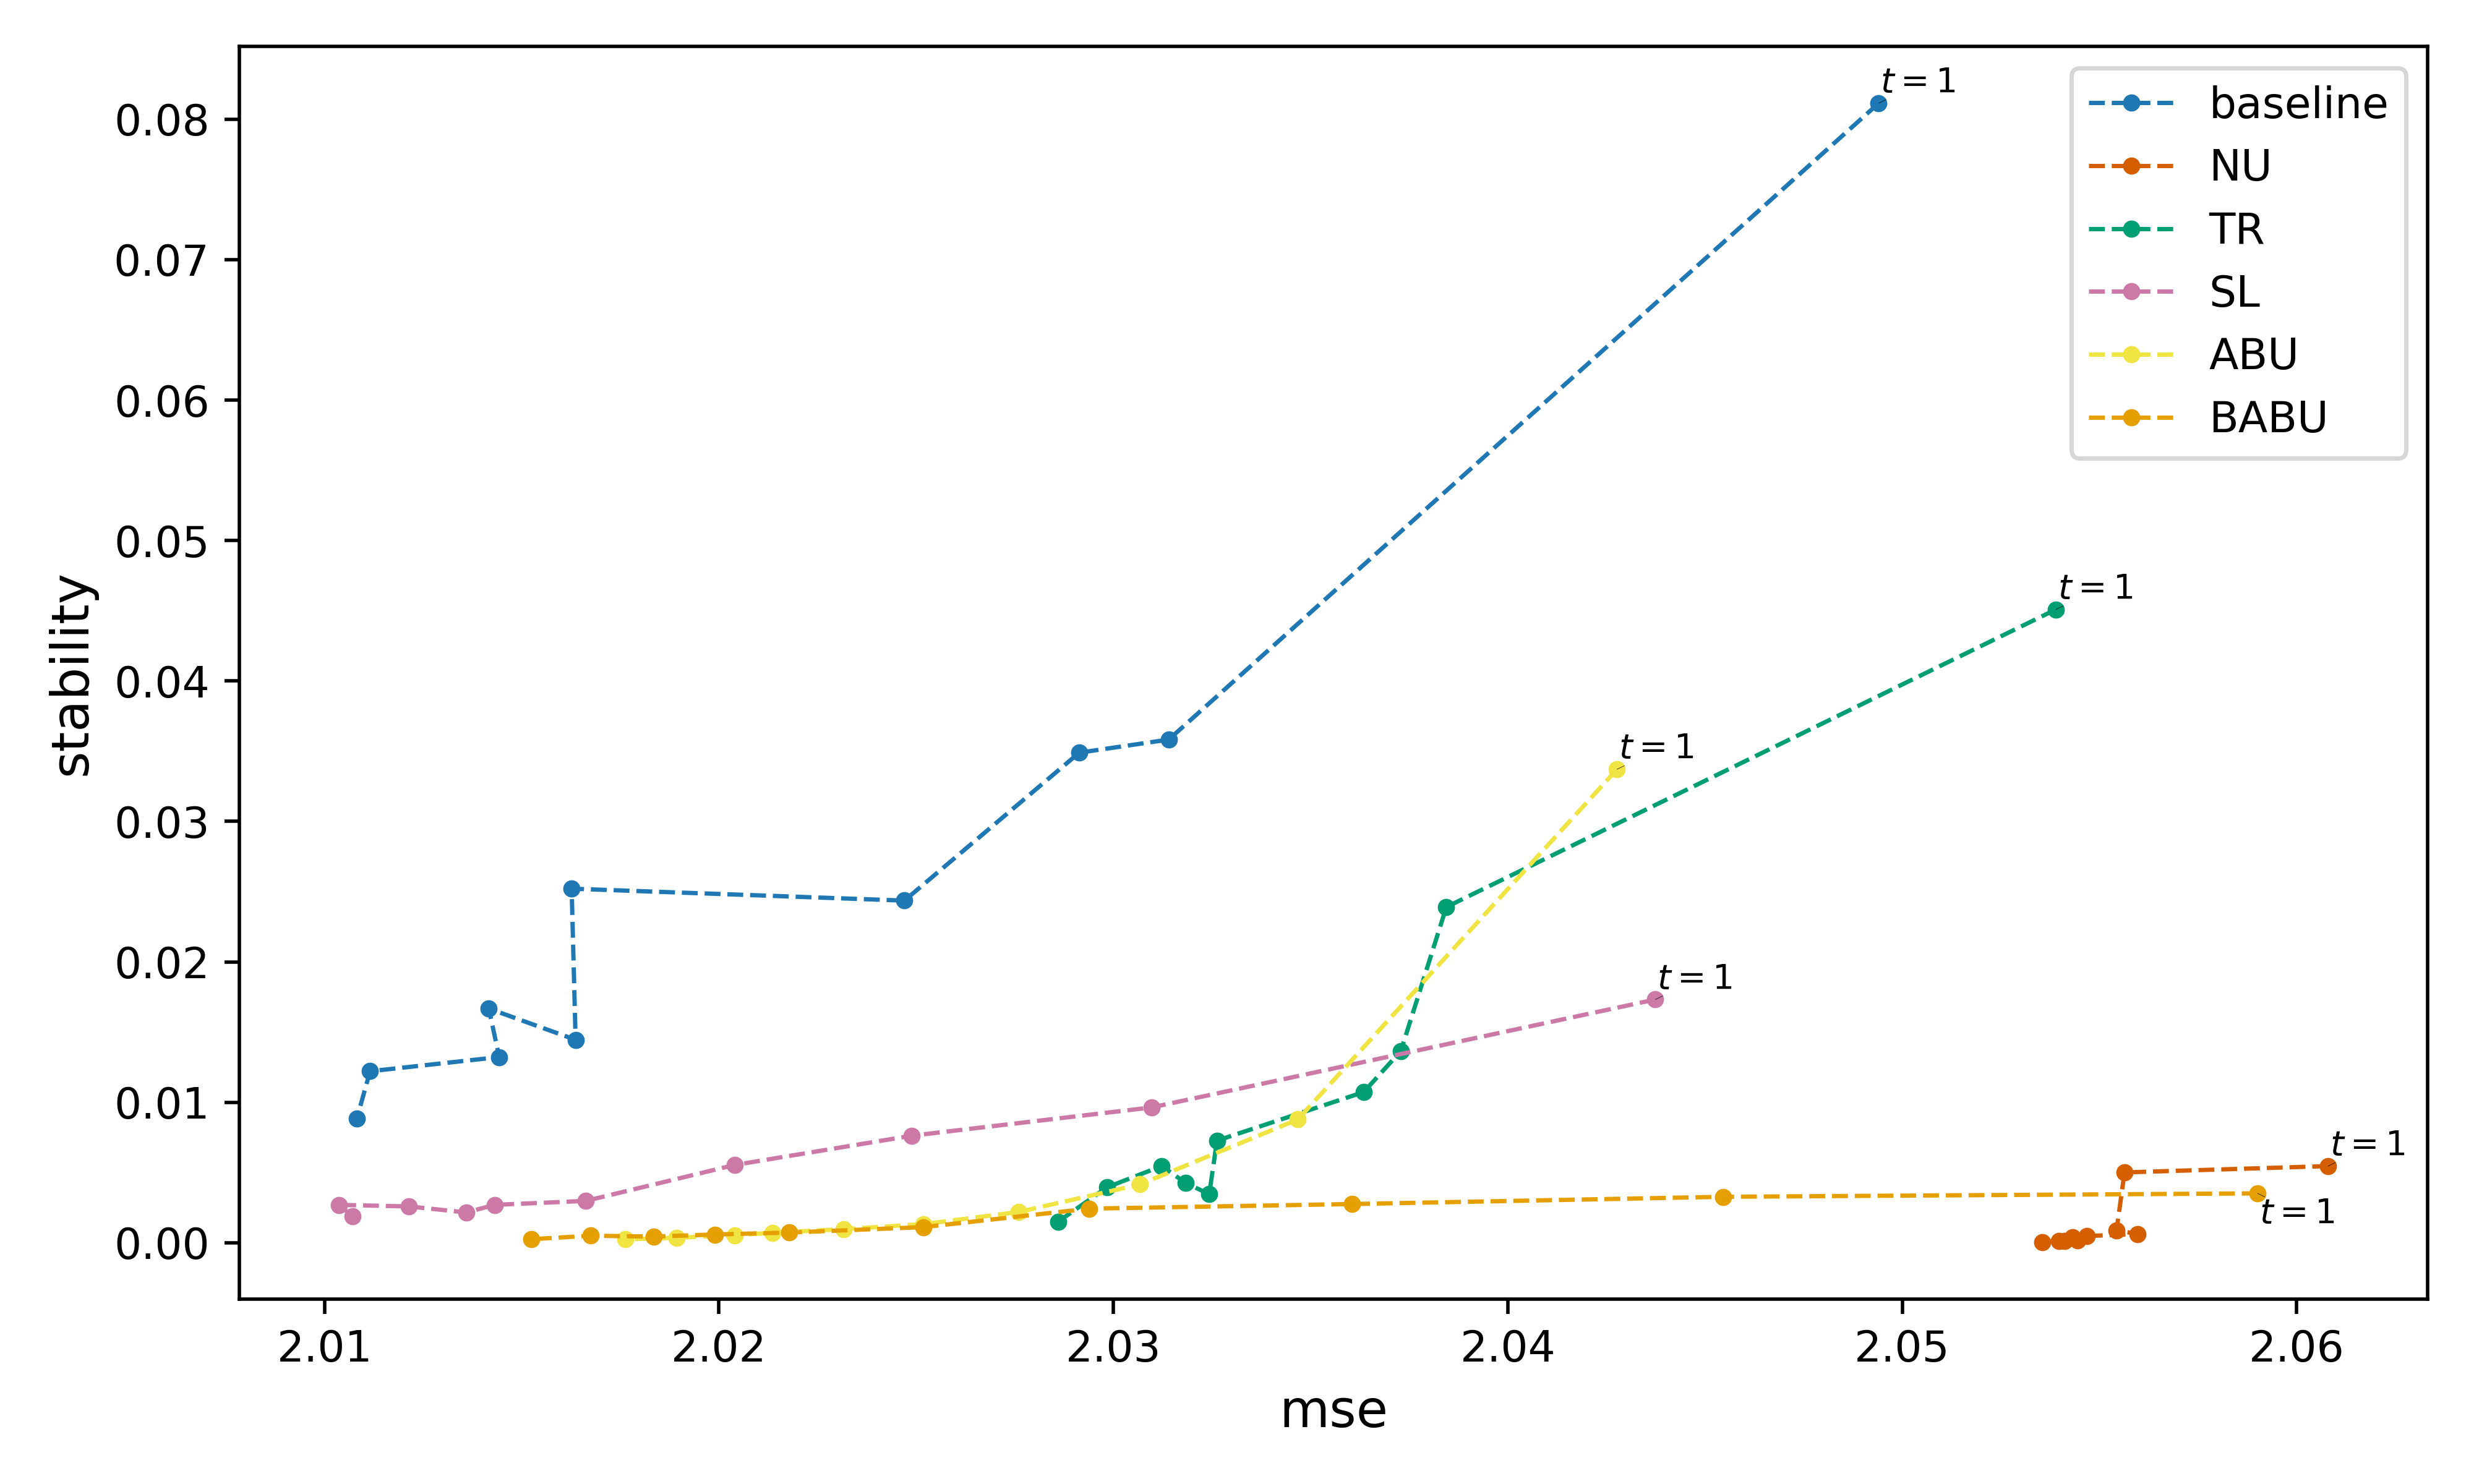 t = 1
baseline
NU
TR
SL
ABU
BABU
t = 1
t = 1
t = 1
t = 1
t = 1
0.08
0.07
0.06
0.05
0.04
0.03
0.02
0.01
0.00
stability
2.01
2.02
2.03
2.04
2.05
2.06
mse